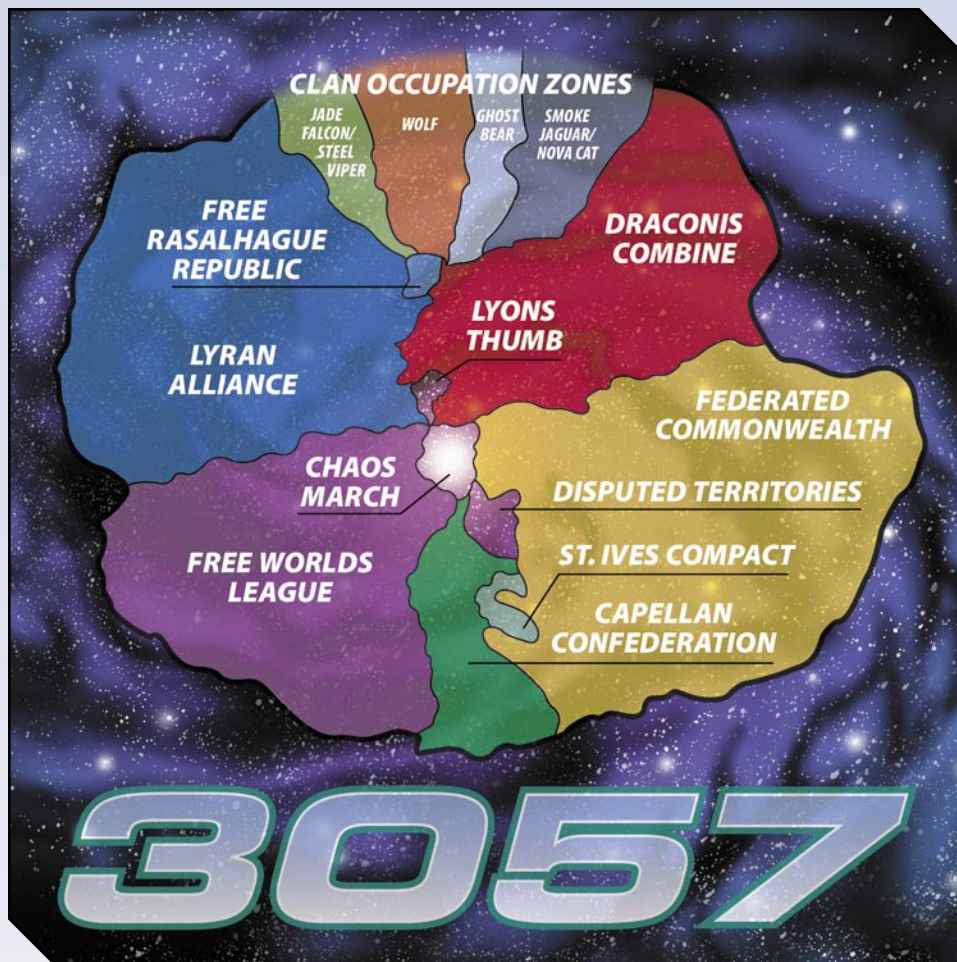 CLAN OCCUPATION ZONES
JADE
FALCON/
STEEL
VIPER
WOLF
GHOST
BEAR
SMOKE
JAGUAR/
NOVA CAT
FREE
RASALHAGUE
REPUBLIC
DRACONIS
COMBINE
LYONS
THUMB
LYRAN
ALLIANCE
FEDERATED
COMMONWEALTH
CHAOS
MARCH
DISPUTED TERRITORIES
FREE WORLDS
LEAGUE
ST. IVES COMPACT
CAPELLAN
CONFEDERATION
3057